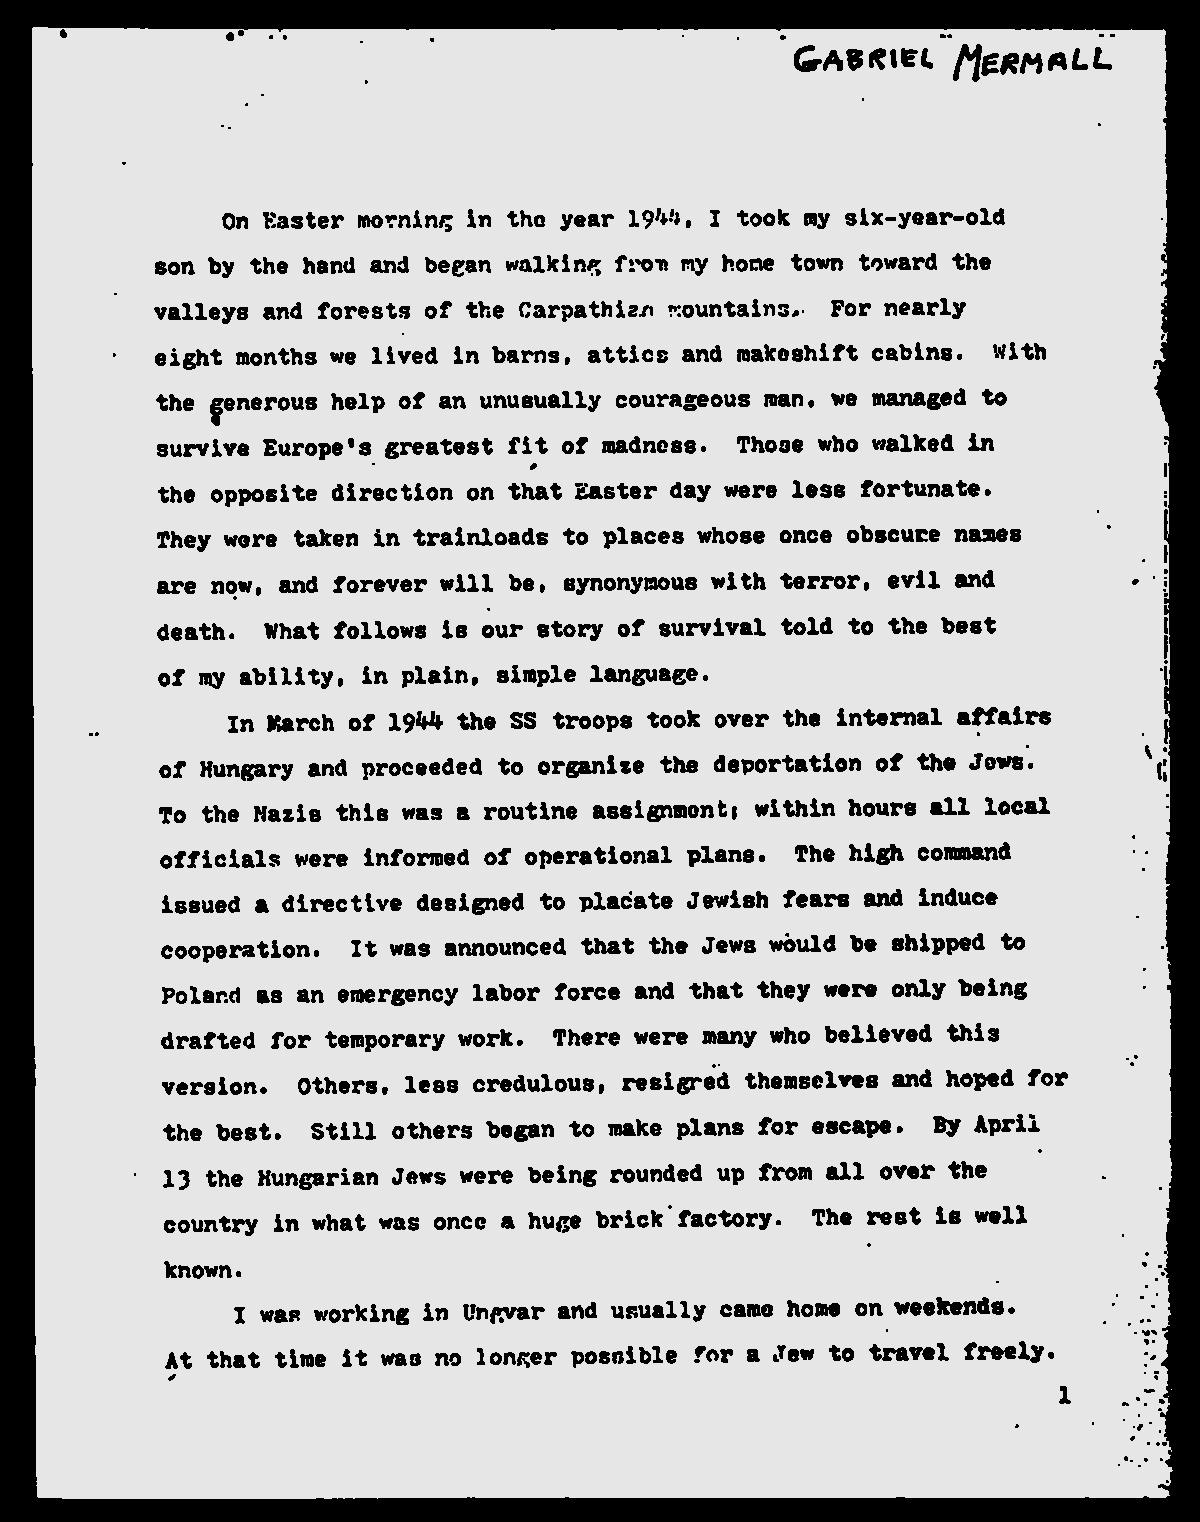 GABRIEL MERMALL
On Easter morning in the year 1944, I took my six-year-old
son by the hand and began walking from my home town toward the
valleys and forests of the Carpathian mountains. For nearly
eight months we lived in barns, attics and makeshift cabins. With
the generous help of an unusually courageous man, we managed to
survive Europe's greatest fit of madness. Those who walked in
the opposite direction on that Easter day were less fortunate.
They were taken in trainloads to places whose once obscure names
are now, and forever will be, synonymous with terror, evil and
death. What follows is our story of survival told to the best
of my ability, in plain, simple language.
In March of 1944 the SS troops took over the internal affairs
of Hungary and proceeded to organize the deportation of the Jews.
To the Nazis this was a routine assignment; within hours all local
officials were informed of operational plans. The high command
issued a directive designed to placate Jewish fears and induce
cooperation. It was announced that the Jews would be shipped to
Poland as an emergency labor force and that they were only being
drafted for temporary work. There were many who believed this
version. Others, less credulous, resigned themselves and hoped for
the best. Still others began to make plans for escape. By April
13 the Hungarian Jews were being rounded up from all over the
country in what was once a huge brick factory. The rest is well
known.
I was working in Ungvar and usually came home on weekends.
At that time it was no longer possible for a Jew to travel freely.
1